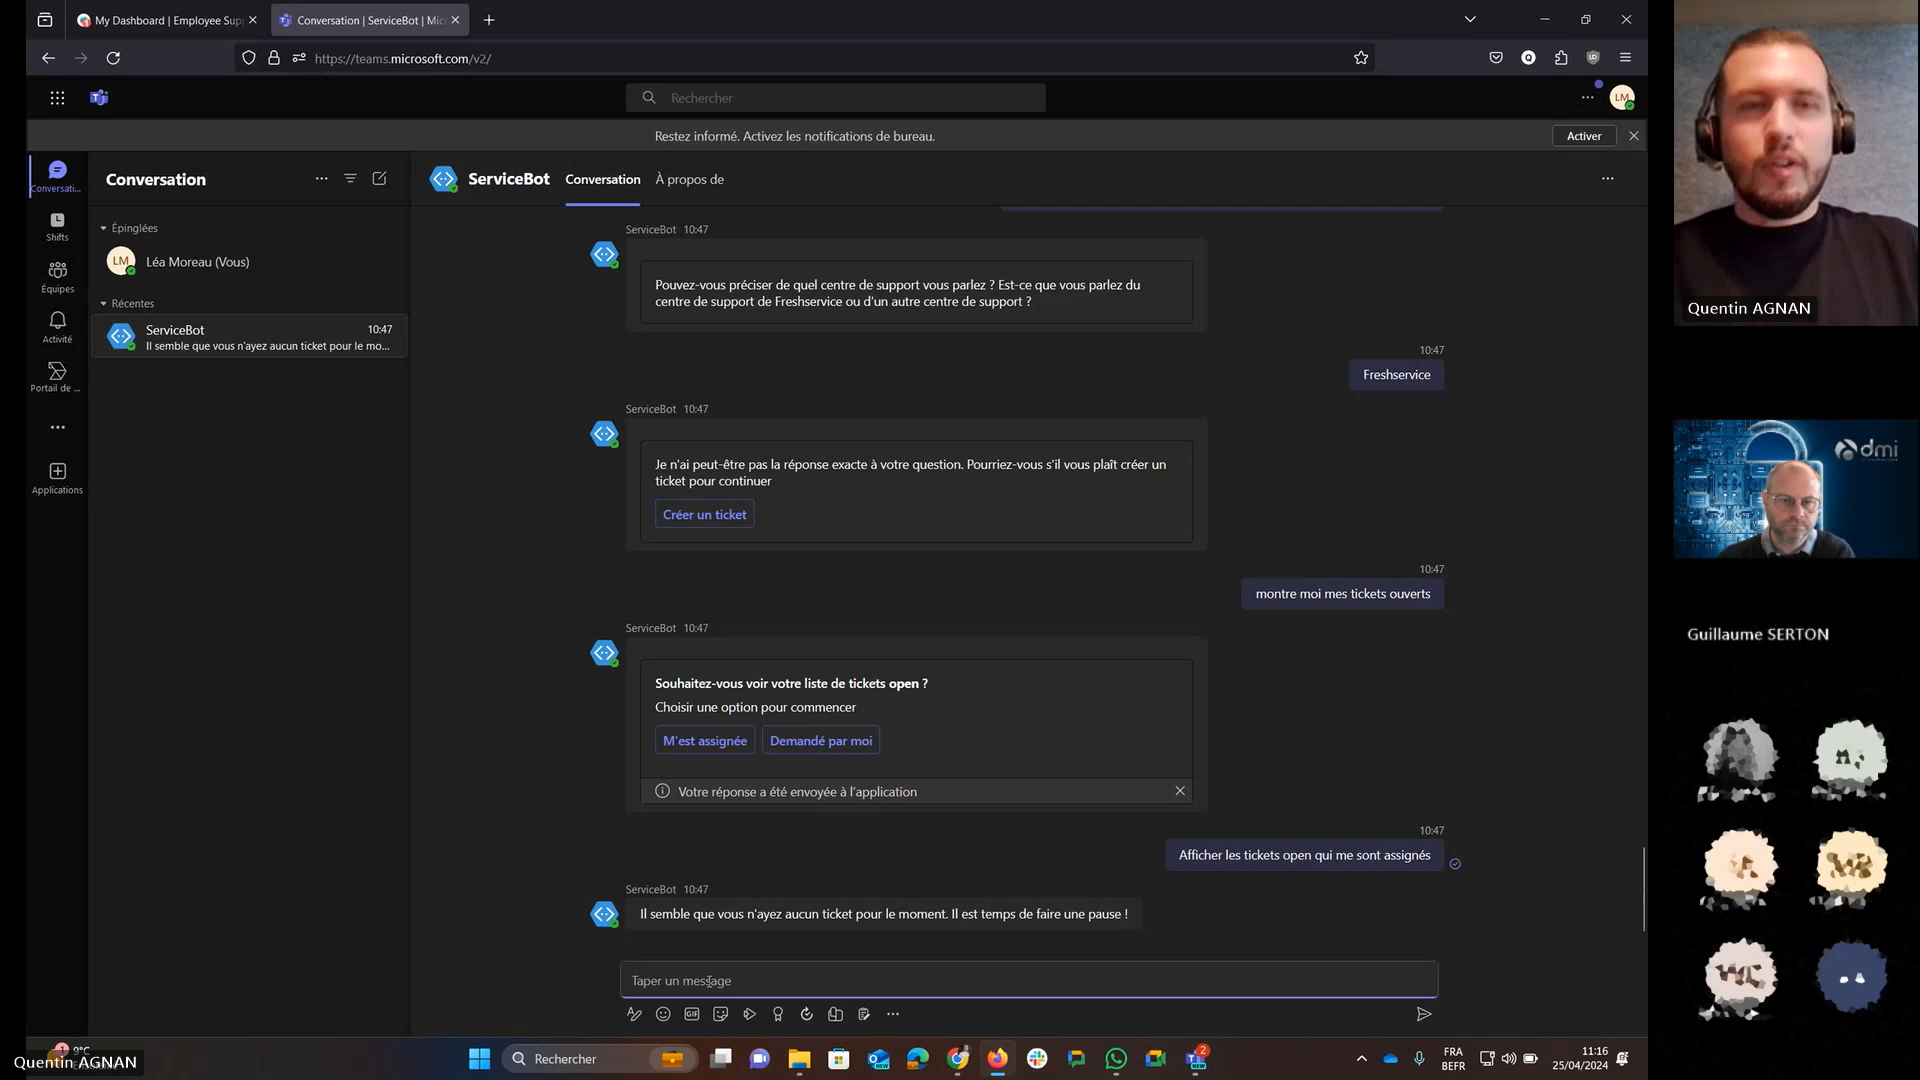 My Dashboard | Employee Sup
Conversation | ServiceBot | Mic
https://teams.microsoft.com/v2/
Rechercher
LM
Restez informé. Activez les notifications de bureau.
Activer
Conversati...
Shifts
Équipes
Activité
Portail de ...
Applications
Conversation
Épinglées
LM
Léa Moreau (Vous)
Récentes
ServiceBot
10:47
Il semble que vous n'ayez aucun ticket pour le mo...
ServiceBot
Conversation
À propos de
ServiceBot 10:47
Pouvez-vous préciser de quel centre de support vous parlez ? Est-ce que vous parlez du
centre de support de Freshservice ou d'un autre centre de support ?
10:47
Freshservice
ServiceBot 10:47
Je n'ai peut-être pas la réponse exacte à votre question. Pourriez-vous s'il vous plaît créer un
ticket pour continuer
Créer un ticket
10:47
montre moi mes tickets ouverts
ServiceBot 10:47
Souhaitez-vous voir votre liste de tickets open ?
Choisir une option pour commencer
M'est assignée
Demandé par moi
Votre réponse a été envoyée à l'application
10:47
Afficher les tickets open qui me sont assignés
ServiceBot 10:47
Il semble que vous n'ayez aucun ticket pour le moment. Il est temps de faire une pause !
Taper un message
GIF
Quentin AGNAN
dmi
Guillaume SERTON
9°C
Quentin AGNAN
Rechercher
NEW
NEW
2
FRA
BEFR
11:16
25/04/2024